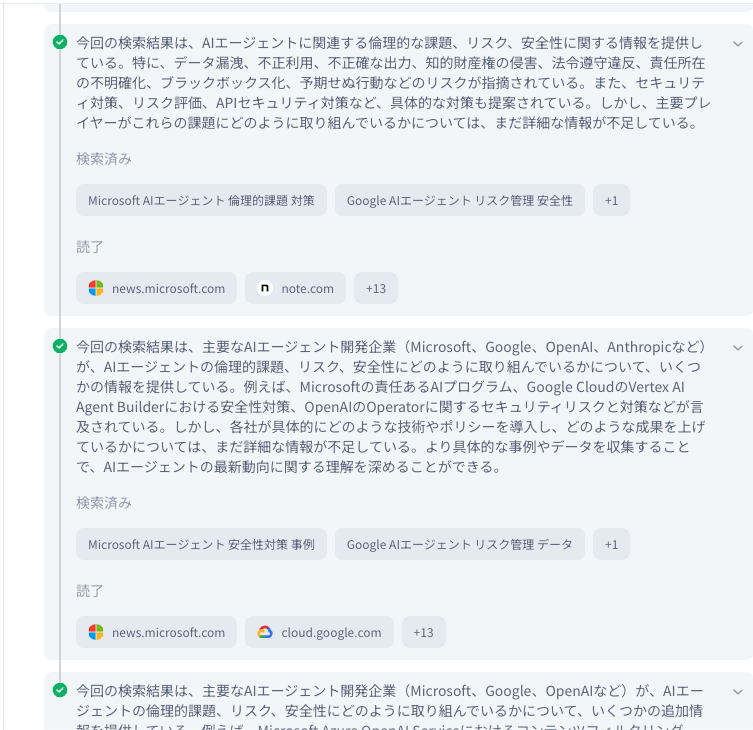 今回の検索結果は、AIエージェントに関連する倫理的な課題、リスク、安全性に関する情報を提供し
ている。特に、データ漏洩、不正利用、不正確な出力、知的財産権の侵害、法令遵守違反、責任所在
の不明確化、ブラックボックス化、予期せぬ行動などのリスクが指摘されている。また、セキュリテ
ィ対策、リスク評価、APIセキュリティ対策など、具体的な対策も提案されている。しかし、主要プレ
イヤーがこれらの課題にどのように取り組んでいるかについては、まだ詳細な情報が不足している。
検索済み
Microsoft AIエージェント 倫理的課題 対策
Google AIエージェント リスク管理 安全性
+1
読了
news.microsoft.com
note.com
+13
今回の検索結果は、主要なAIエージェント開発企業（Microsoft、Google、OpenAI、Anthropicなど）
が、AIエージェントの倫理的課題、リスク、安全性にどのように取り組んでいるかについて、いくつ
かの情報を提供している。例えば、Microsoftの責任あるAIプログラム、Google CloudのVertex AI
Agent Builderにおける安全性対策、OpenAIのOperatorに関するセキュリティリスクと対策などが言
及されている。しかし、各社が具体的にどのような技術やポリシーを導入し、どのような成果を上げ
ているかについては、まだ詳細な情報が不足している。より具体的な事例やデータを収集すること
で、AIエージェントの最新動向に関する理解を深めることができる。
検索済み
Microsoft AIエージェント 安全性対策 事例
Google AIエージェント リスク管理 データ
+1
読了
news.microsoft.com
cloud.google.com
+13
今回の検索結果は、主要なAIエージェント開発企業（Microsoft、Google、OpenAIなど）が、AIエー
ジェントの倫理的課題、リスク、安全性にどのように取り組んでいるかについて、いくつかの追加情
報を提供している。例えば、Microsoft Azure OpenAI Serviceにおけるコンテンツフィルタリング、